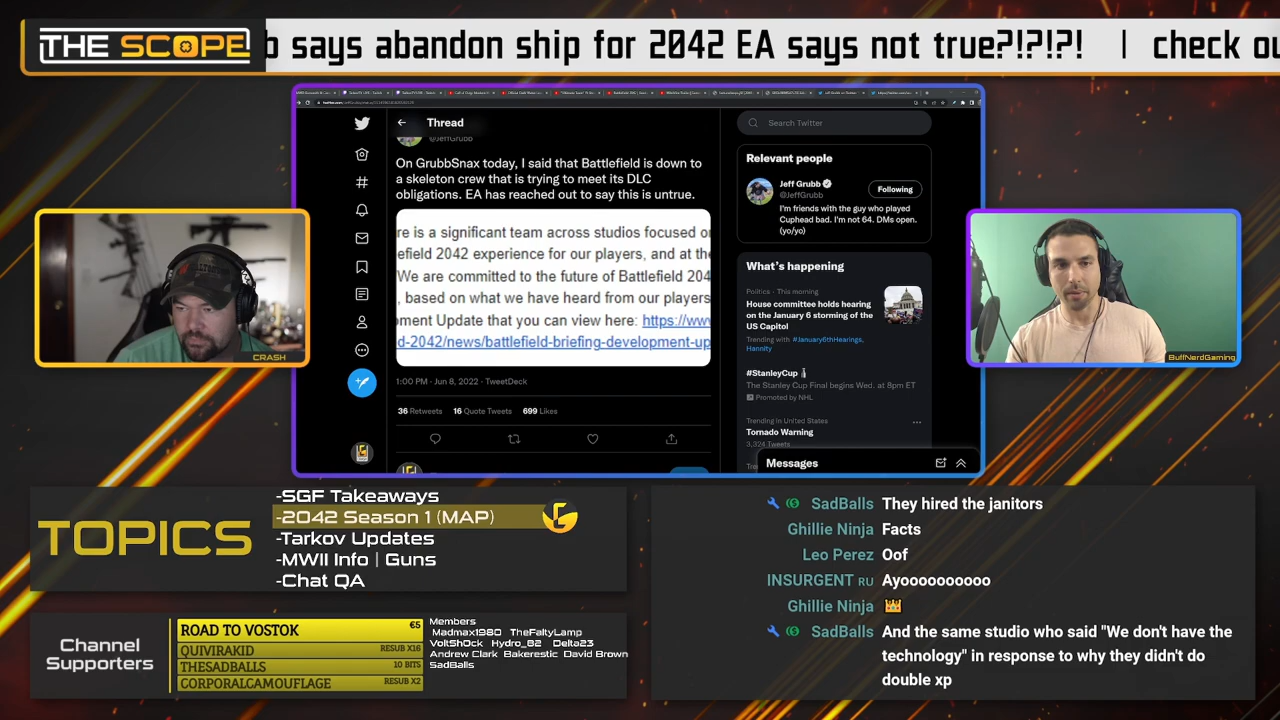 THE SCOPE
b says abandon ship for 2042 EA says not true?!?!?! | check ou
Thread
@JeffGrubb
On GrubbSnax today, I said that Battlefield is down to
a skeleton crew that is trying to meet its DLC
obligations. EA has reached out to say this is untrue.
re is a significant team across studios focused or
efield 2042 experience for our players, and at the
We are committed to the future of Battlefield 204
, based on what we have heard from our players
oment Update that you can view here: https://www
d-2042/news/battlefield-briefing-development-up
1:00 PM · Jun 8, 2022 · TweetDeck
36 Retweets 16 Quote Tweets 699 Likes
Search Twitter
Relevant people
Jeff Grubb
@JeffGrubb
Following
I'm friends with the guy who played
Cuphead bad. I'm not 64. DMs open.
(yo/yo)
What's happening
Politics · This morning
House committee holds hearing
on the January 6 storming of the
US Capitol
Trending with #January6thHearings,
Hannity
#StanleyCup
The Stanley Cup Final begins Wed. at 8pm ET
Promoted by NHL
Trending in United States
Tornado Warning
3,324 Tweets
Messages
CRASH
BuffNerdGaming
TOPICS
-SGF Takeaways
-2042 Season 1 (MAP)
-Tarkov Updates
-MWII Info | Guns
-Chat QA
Channel
Supporters
ROAD TO VOSTOK €5
QUIVIRAKID RESUB X16
THESADBALLS 10 BITS
CORPORALCAMOUFLAGE RESUB X2
Members
Madmax1980 TheFaltyLamp
VoltSh0ck Hydro_82 Delta23
Andrew Clark Bakerestic David Brown
SadBalls
SadBalls They hired the janitors
Ghillie Ninja Facts
Leo Perez Oof
INSURGENT RU Ayoooooooooo
Ghillie Ninja 👑
SadBalls And the same studio who said "We don't have the
technology" in response to why they didn't do
double xp